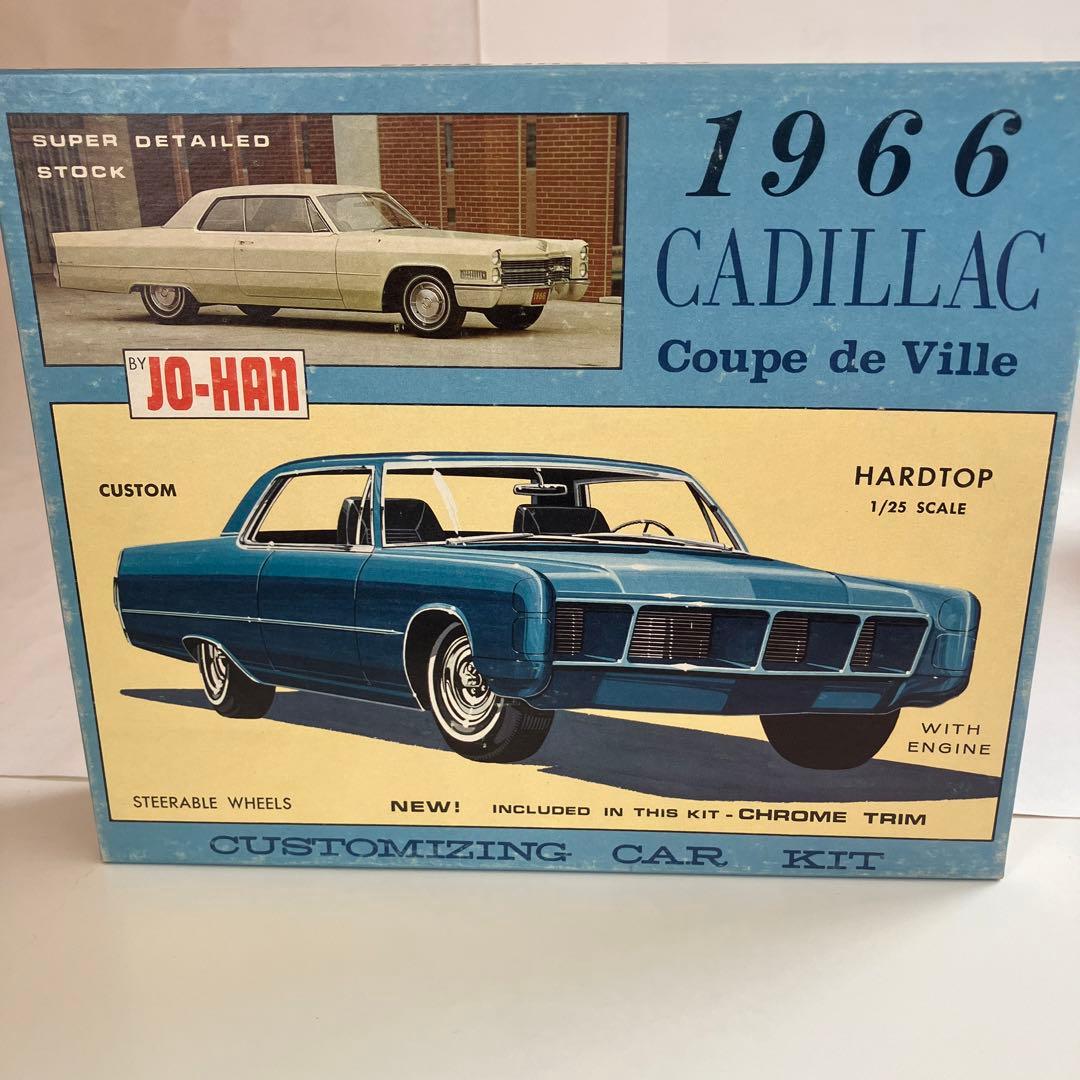 SUPER DETAILED
STOCK
1966
CADILLAC
Coupe de Ville
BY JO-HAN
CUSTOM
HARDTOP
1/25 SCALE
WITH
ENGINE
STEERABLE WHEELS
NEW! INCLUDED IN THIS KIT - CHROME TRIM
CUSTOMIZING CAR KIT
1966